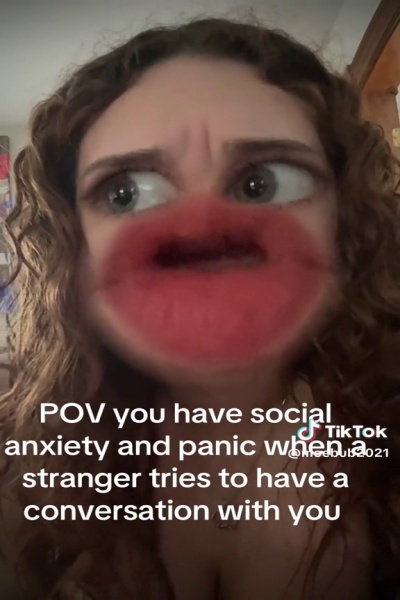 POV you have social
anxiety and panic when a
stranger tries to have a
conversation with you
TikTok